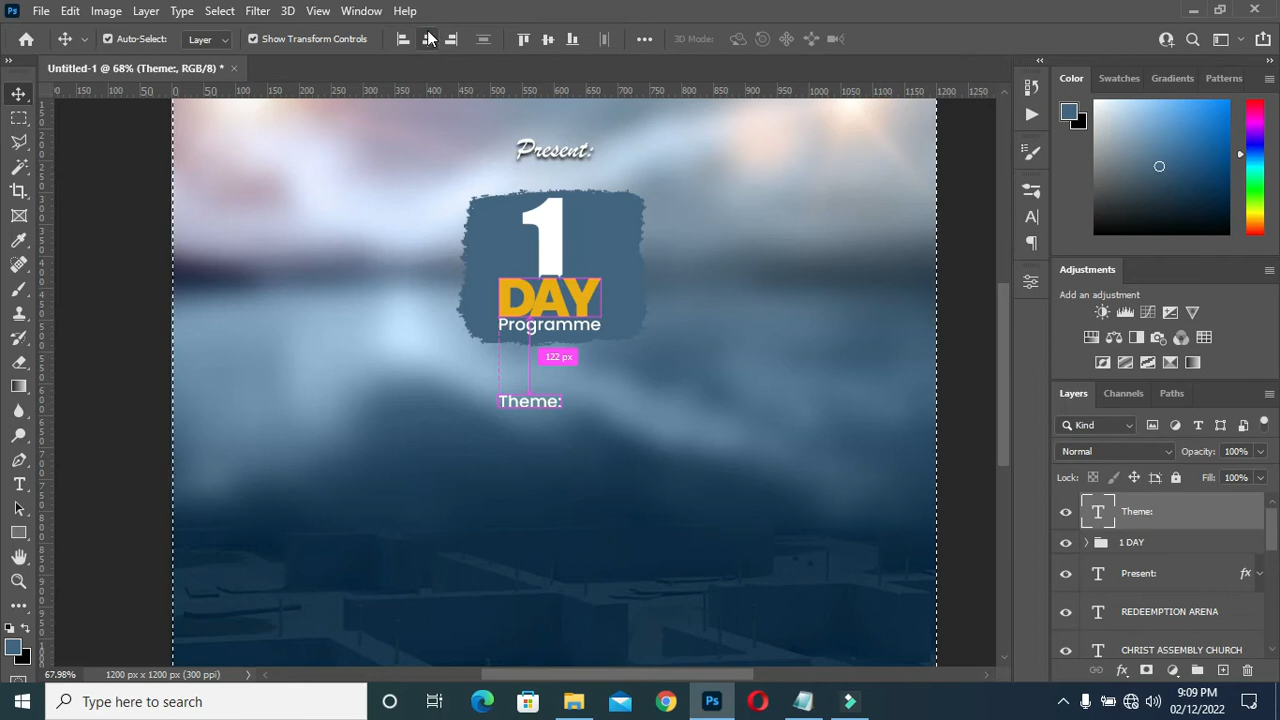 File Edit Image Layer Type Select Filter 3D View Window Help
Auto-Select: Layer Show Transform Controls 3D Mode:
Untitled-1 @ 68% (Theme:, RGB/8) *
Color Swatches Gradients Patterns
Present:
1
DAY
Programme
122 px
Theme:
Adjustments
Add an adjustment
Layers Channels Paths
Kind
Normal Opacity: 100%
Lock: Fill: 100%
Theme:
1 DAY
Present: fx
REDEEMPTION ARENA
CHRIST ASSEMBLY CHURCH
67.98% 1200 px x 1200 px (300 ppi)
Type here to search
9:09 PM
02/12/2022